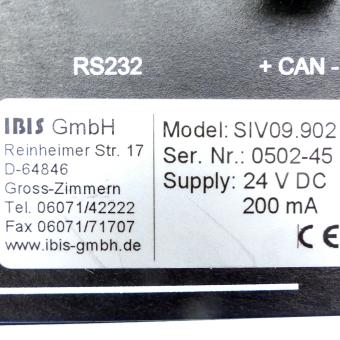 RS232 + CAN -
IBIS GmbH
Reinheimer Str. 17
D-64846
Gross-Zimmern
Tel. 06071/42222
Fax 06071/71707
www.ibis-gmbh.de
Model: SIV09.902
Ser. Nr.: 0502-45
Supply: 24 V DC
200 mA
CE